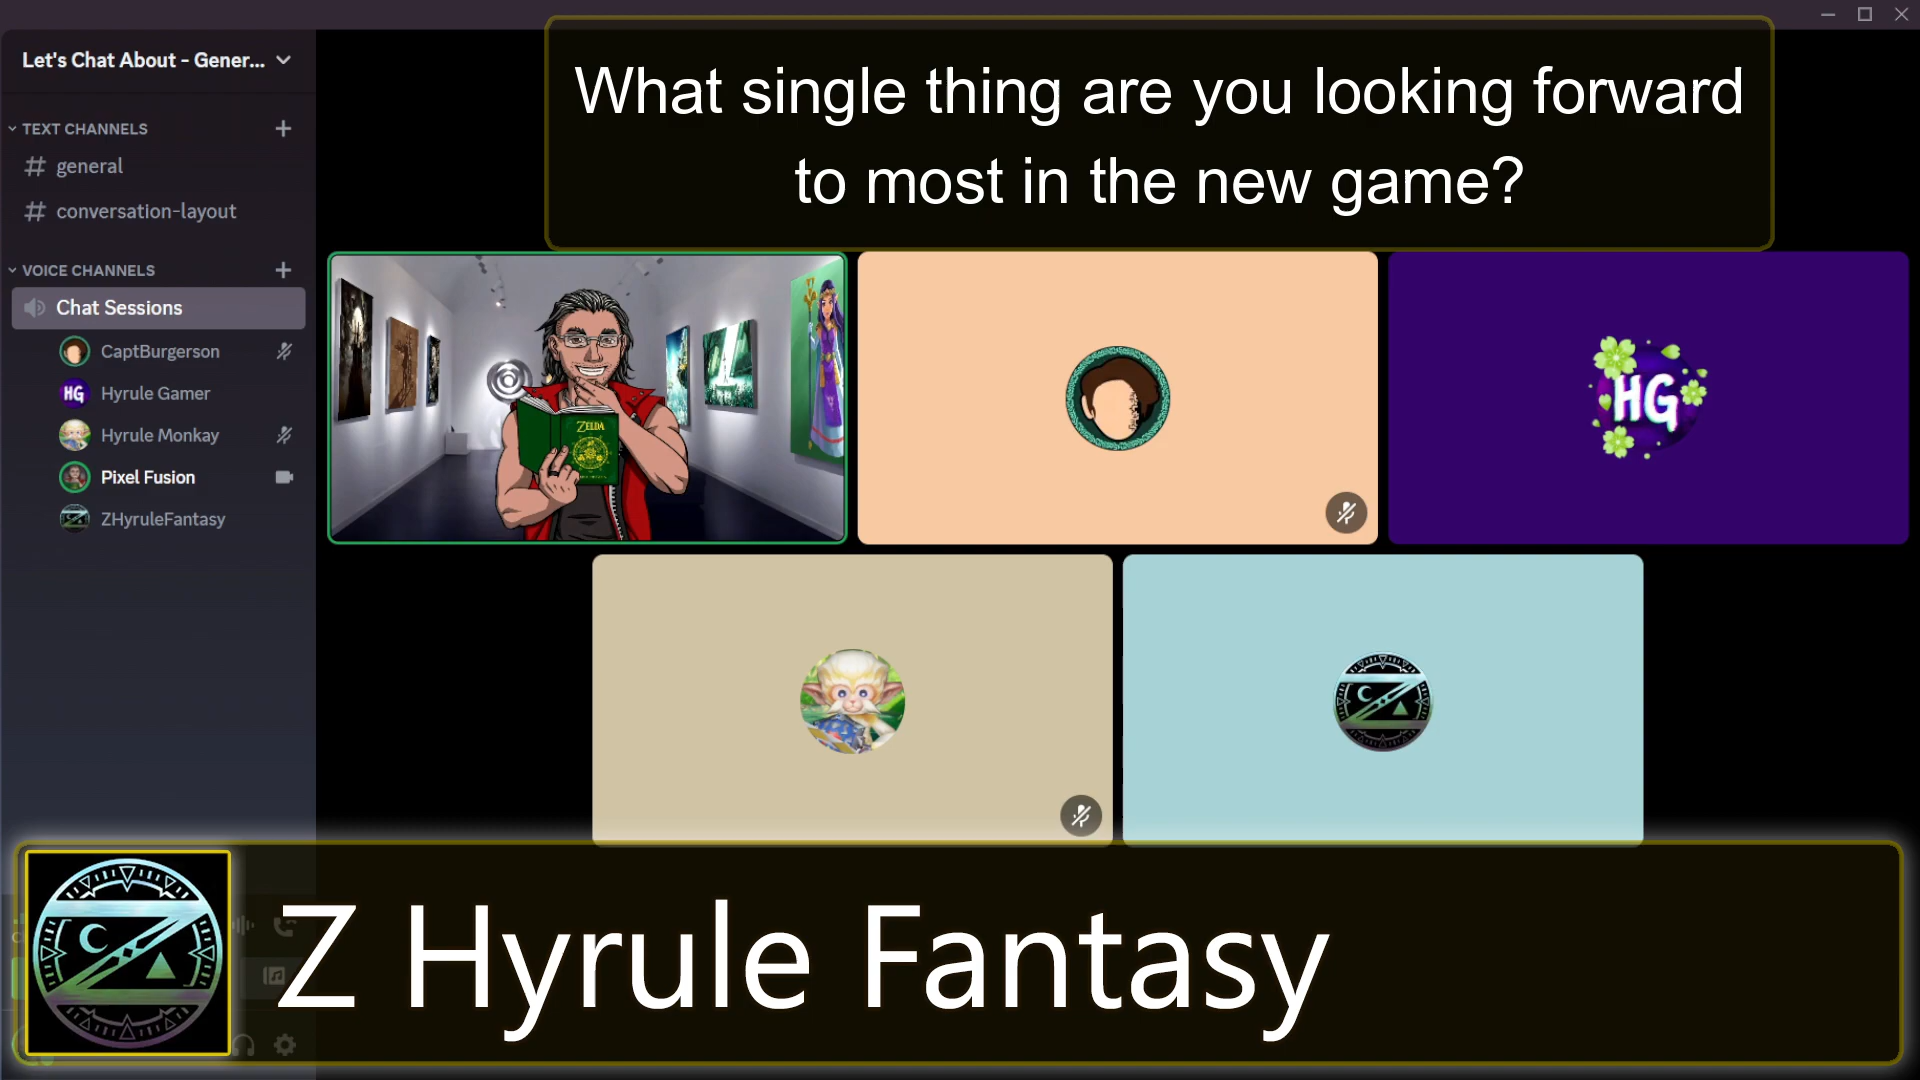 Let's Chat About - Gener...
TEXT CHANNELS
general
conversation-layout
VOICE CHANNELS
Chat Sessions
CaptBurgerson
HG
Hyrule Gamer
Hyrule Monkay
Pixel Fusion
ZHyruleFantasy
What single thing are you looking forward
to most in the new game?
ZELDA
HG
Z Hyrule Fantasy